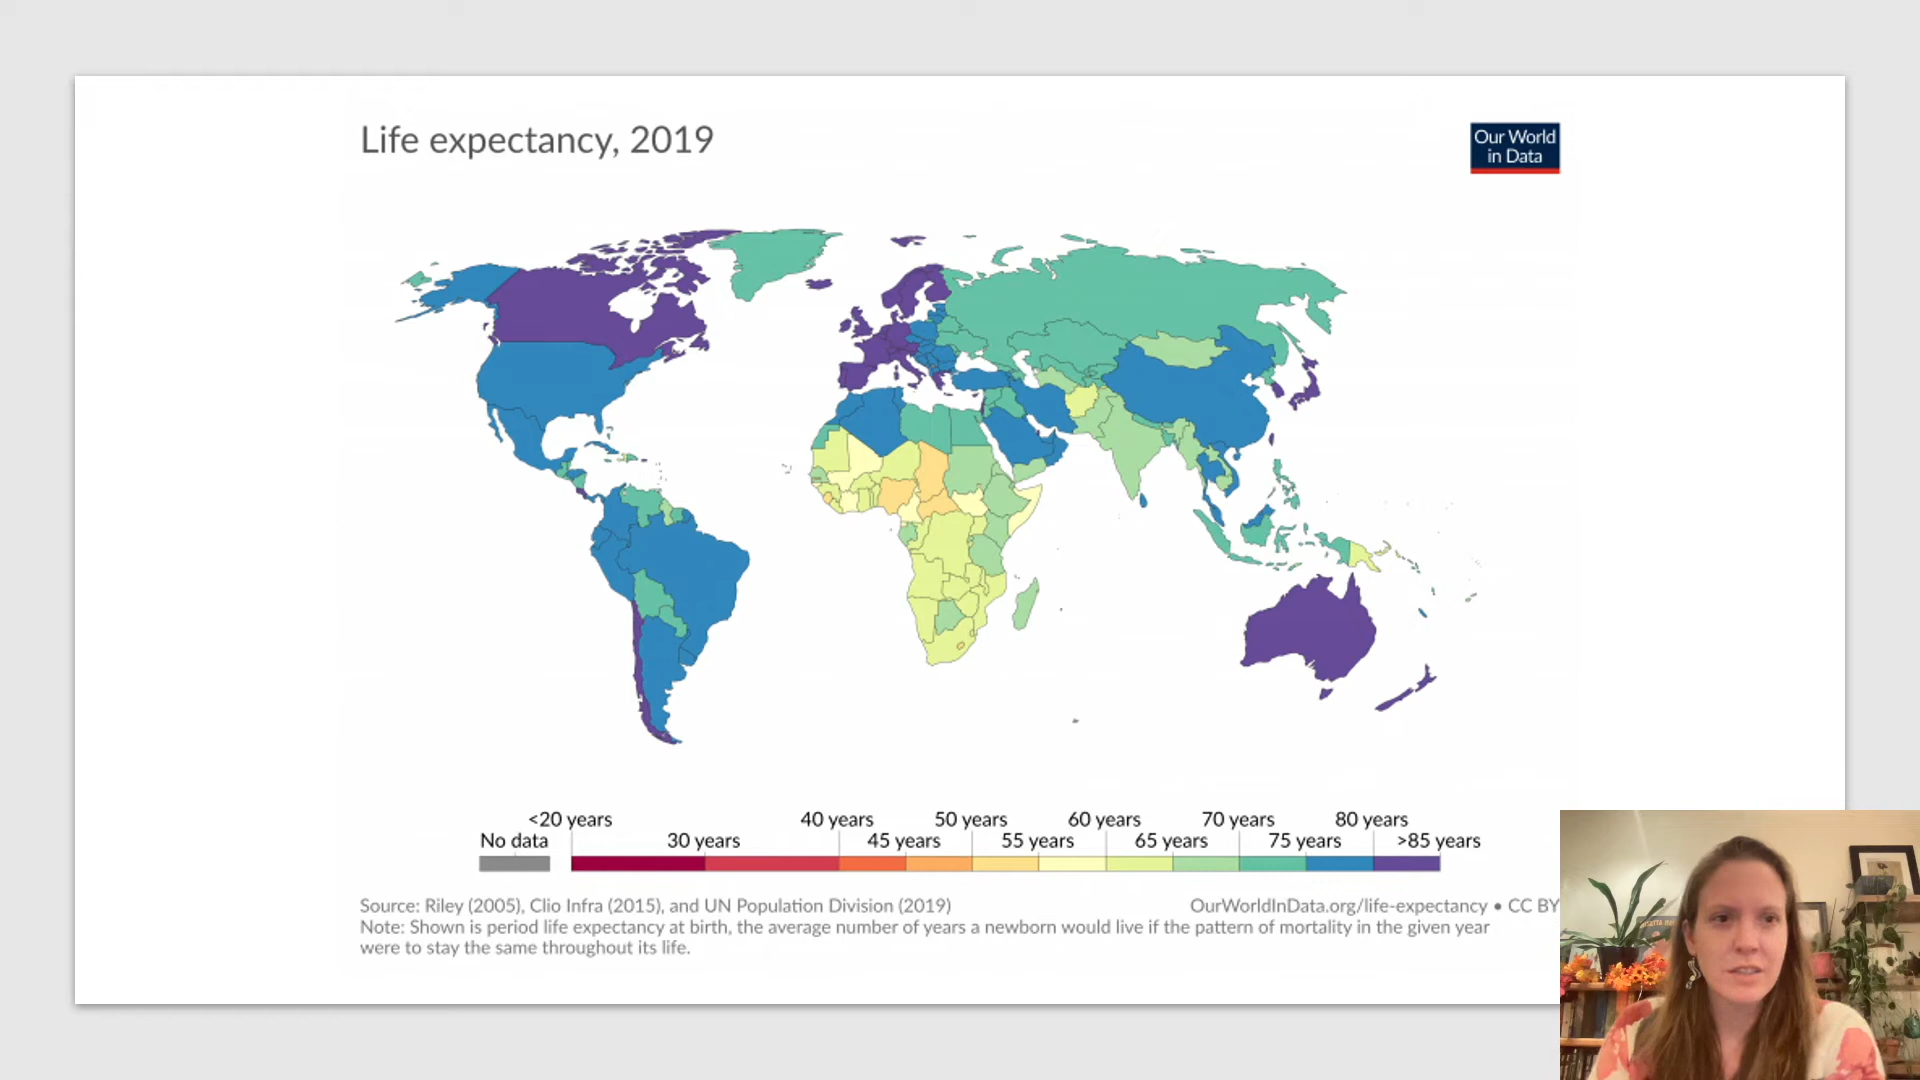 Life expectancy, 2019
Our World
in Data
<20 years
40 years
50 years
60 years
70 years
80 years
No data
30 years
45 years
55 years
65 years
75 years
>85 years
Source: Riley (2005), Clio Infra (2015), and UN Population Division (2019)
OurWorldInData.org/life-expectancy • CC BY
Note: Shown is period life expectancy at birth, the average number of years a newborn would live if the pattern of mortality in the given year
were to stay the same throughout its life.